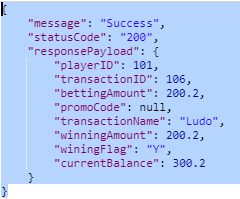 {
"message": "Success",
"statusCode": "200",
"responsePayload": {
"playerID": 101,
"transactionID": 106,
"bettingAmount": 200.2,
"promoCode": null,
"transactionName": "Ludo",
"winningAmount": 200.2,
"winingFlag": "Y",
"currentBalance": 300.2
}
}